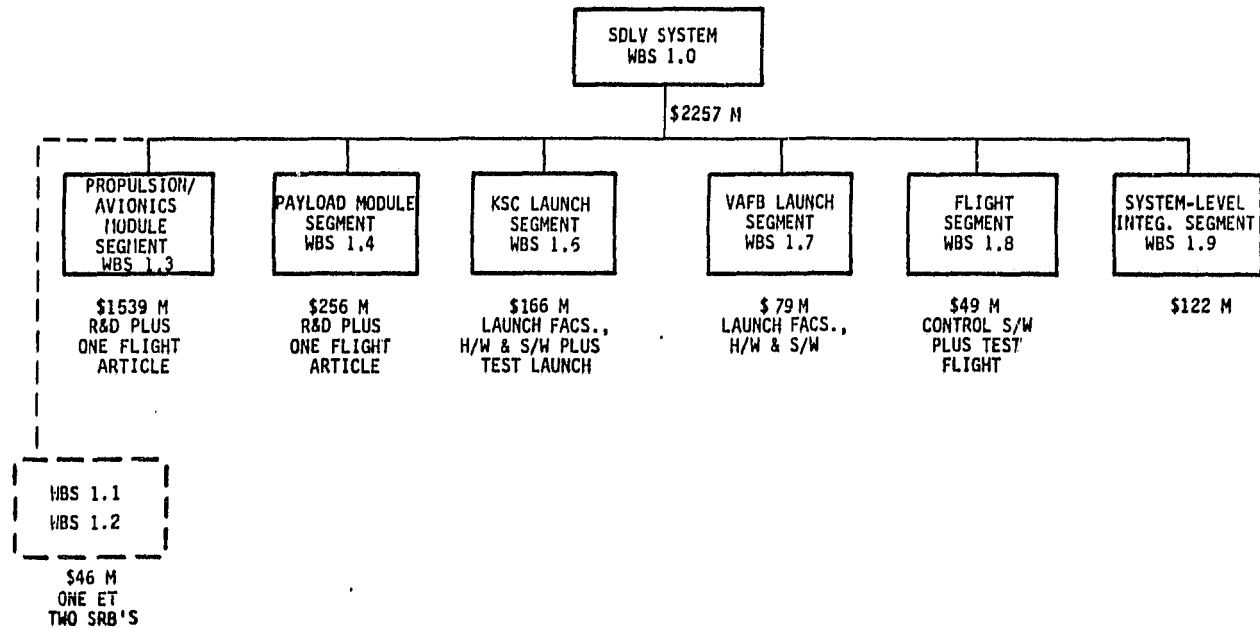 SDLV SYSTEM
WBS 1.0
$2257 M
PROPULSION/
AVIONICS
MODULE
SEGMENT
WBS 1.3
PAYLOAD MODULE
SEGMENT
WBS 1.4
KSC LAUNCH
SEGMENT
WBS 1.5
VAFB LAUNCH
SEGMENT
WBS 1.7
FLIGHT
SEGMENT
WBS 1.8
SYSTEM-LEVEL
INTEG. SEGMENT
WBS 1.9
$1539 M
R&D PLUS
ONE FLIGHT
ARTICLE
$256 M
R&D PLUS
ONE FLIGHT
ARTICLE
$166 M
LAUNCH FACS.,
H/W & S/W PLUS
TEST LAUNCH
$ 79 M
LAUNCH FACS.,
H/W & S/W
$49 M
CONTROL S/W
PLUS TEST
FLIGHT
$122 M
WBS 1.1
WBS 1.2
$46 M
ONE ET
TWO SRB'S